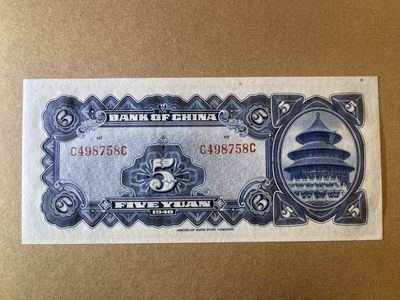 5 BANK OF CHINA 5
Nº Nº
C498758C C498758C
5
5 FIVE YUAN 5
1940
AMERICAN BANK NOTE COMPANY.